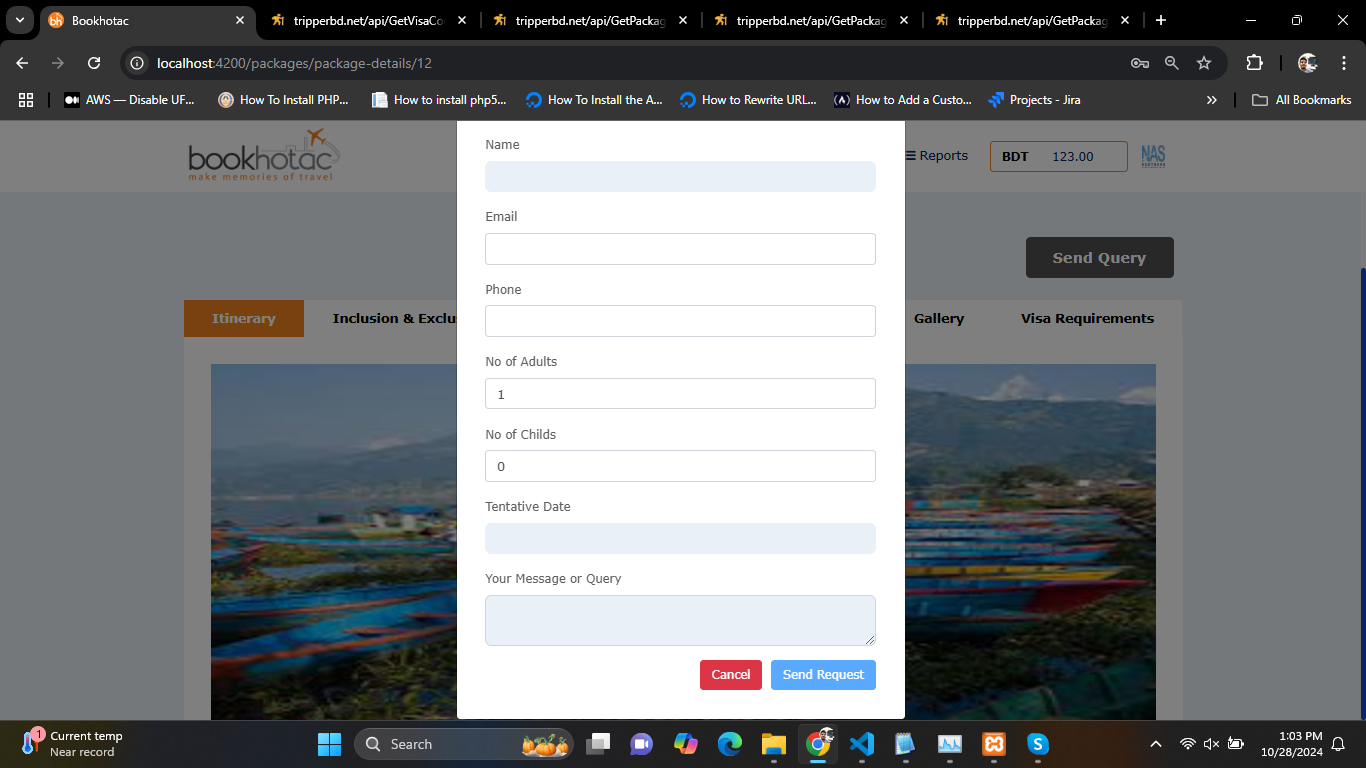 Bookhotac
tripperbd.net/api/GetVisaCo
tripperbd.net/api/GetPackag
tripperbd.net/api/GetPackag
tripperbd.net/api/GetPackag
localhost:4200/packages/package-details/12
AWS — Disable UF...
How To Install PHP...
How to install php5...
How To Install the A...
How to Rewrite URL...
How to Add a Custo...
Projects - Jira
All Bookmarks
bookhotac
make memories of travel
Reports
BDT 123.00
NAS
Send Query
Itinerary
Inclusion & Exclus
Gallery
Visa Requirements
Name
Email
Phone
No of Adults
1
No of Childs
0
Tentative Date
Your Message or Query
Cancel
Send Request
1
Current temp
Near record
Search
1:03 PM
10/28/2024